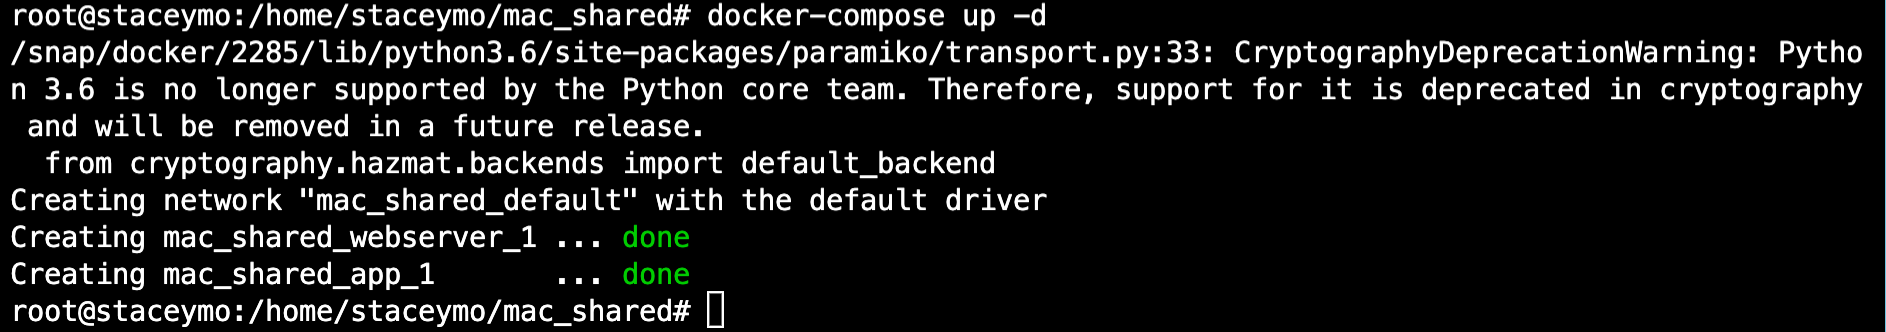 root@staceymo:/home/staceymo/mac_shared# docker-compose up -d
/snap/docker/2285/lib/python3.6/site-packages/paramiko/transport.py:33: CryptographyDeprecationWarning: Pytho
n 3.6 is no longer supported by the Python core team. Therefore, support for it is deprecated in cryptography
 and will be removed in a future release.
  from cryptography.hazmat.backends import default_backend
Creating network "mac_shared_default" with the default driver
Creating mac_shared_webserver_1 ... done
Creating mac_shared_app_1       ... done
root@staceymo:/home/staceymo/mac_shared#